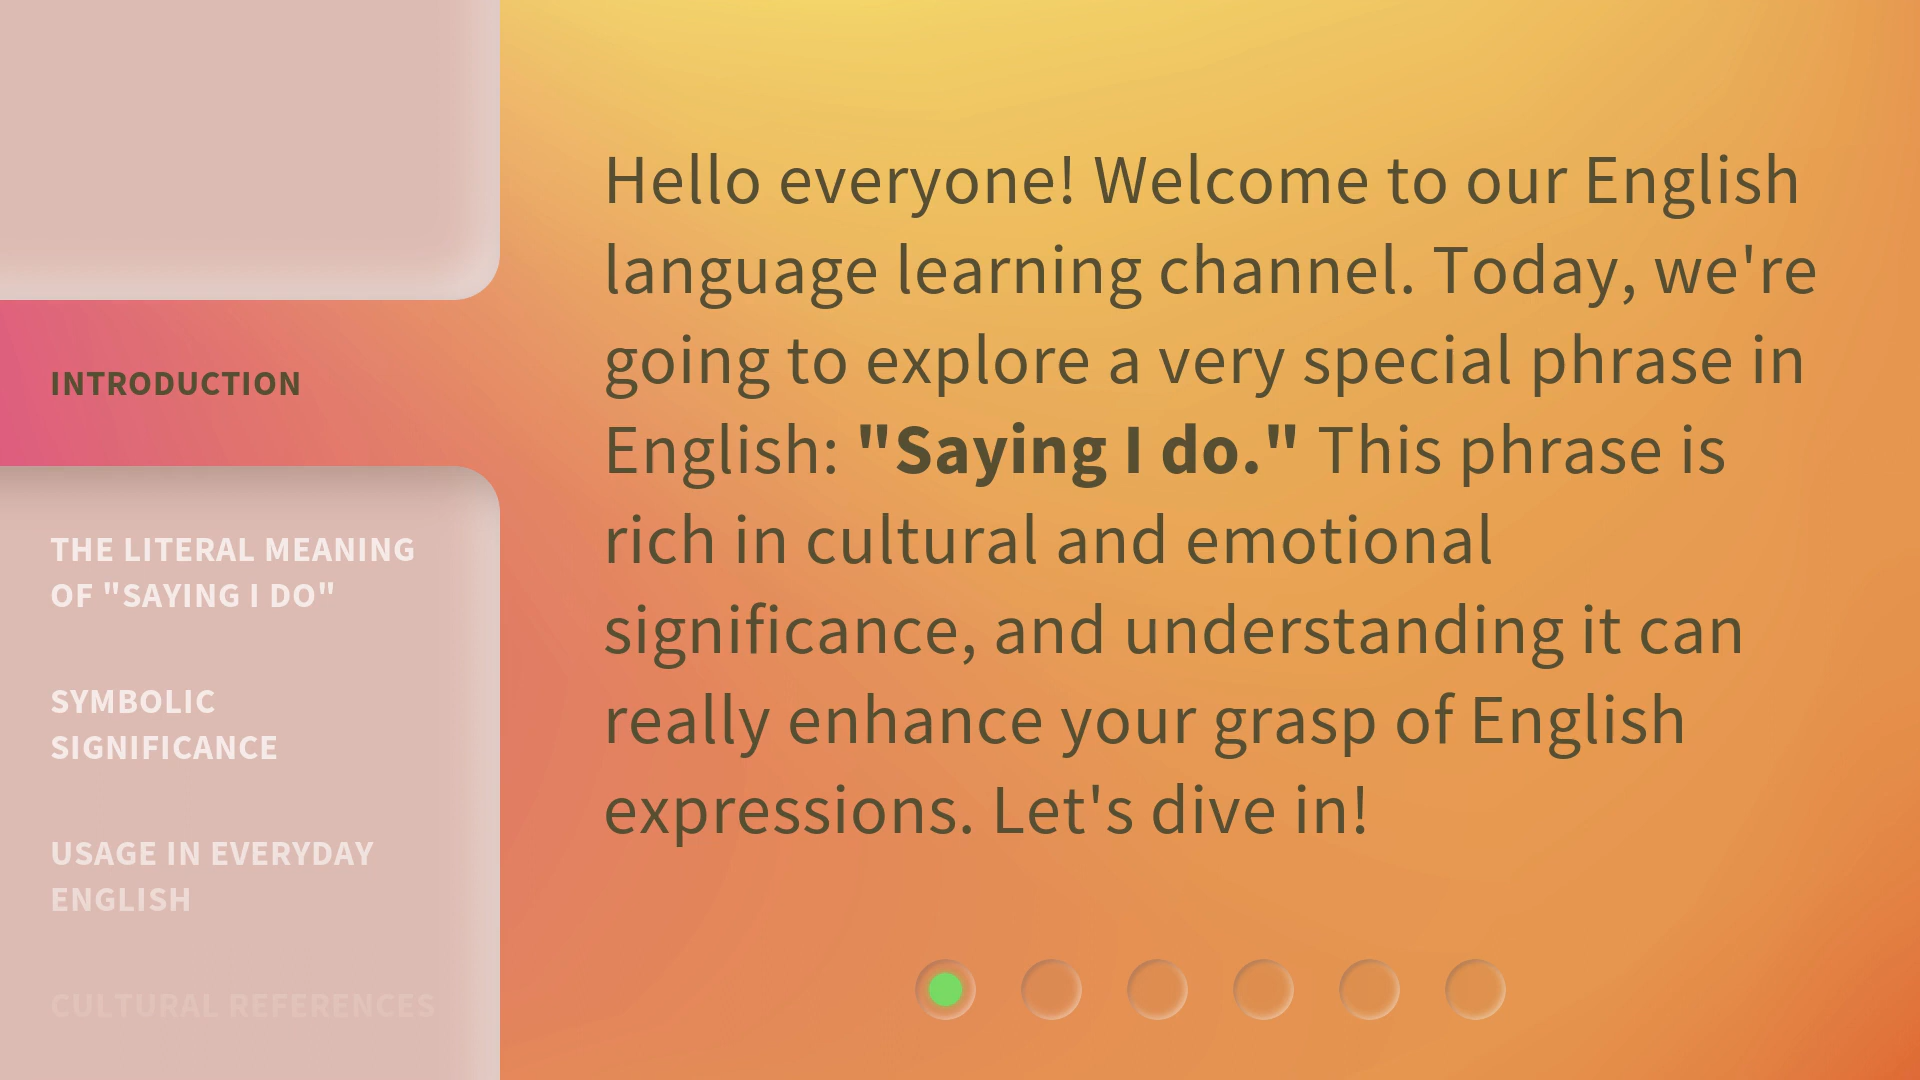 INTRODUCTION
THE LITERAL MEANING
OF "SAYING I DO"
SYMBOLIC
SIGNIFICANCE
USAGE IN EVERYDAY
ENGLISH
CULTURAL REFERENCES
Hello everyone! Welcome to our English
language learning channel. Today, we're
going to explore a very special phrase in
English: "Saying I do." This phrase is
rich in cultural and emotional
significance, and understanding it can
really enhance your grasp of English
expressions. Let's dive in!